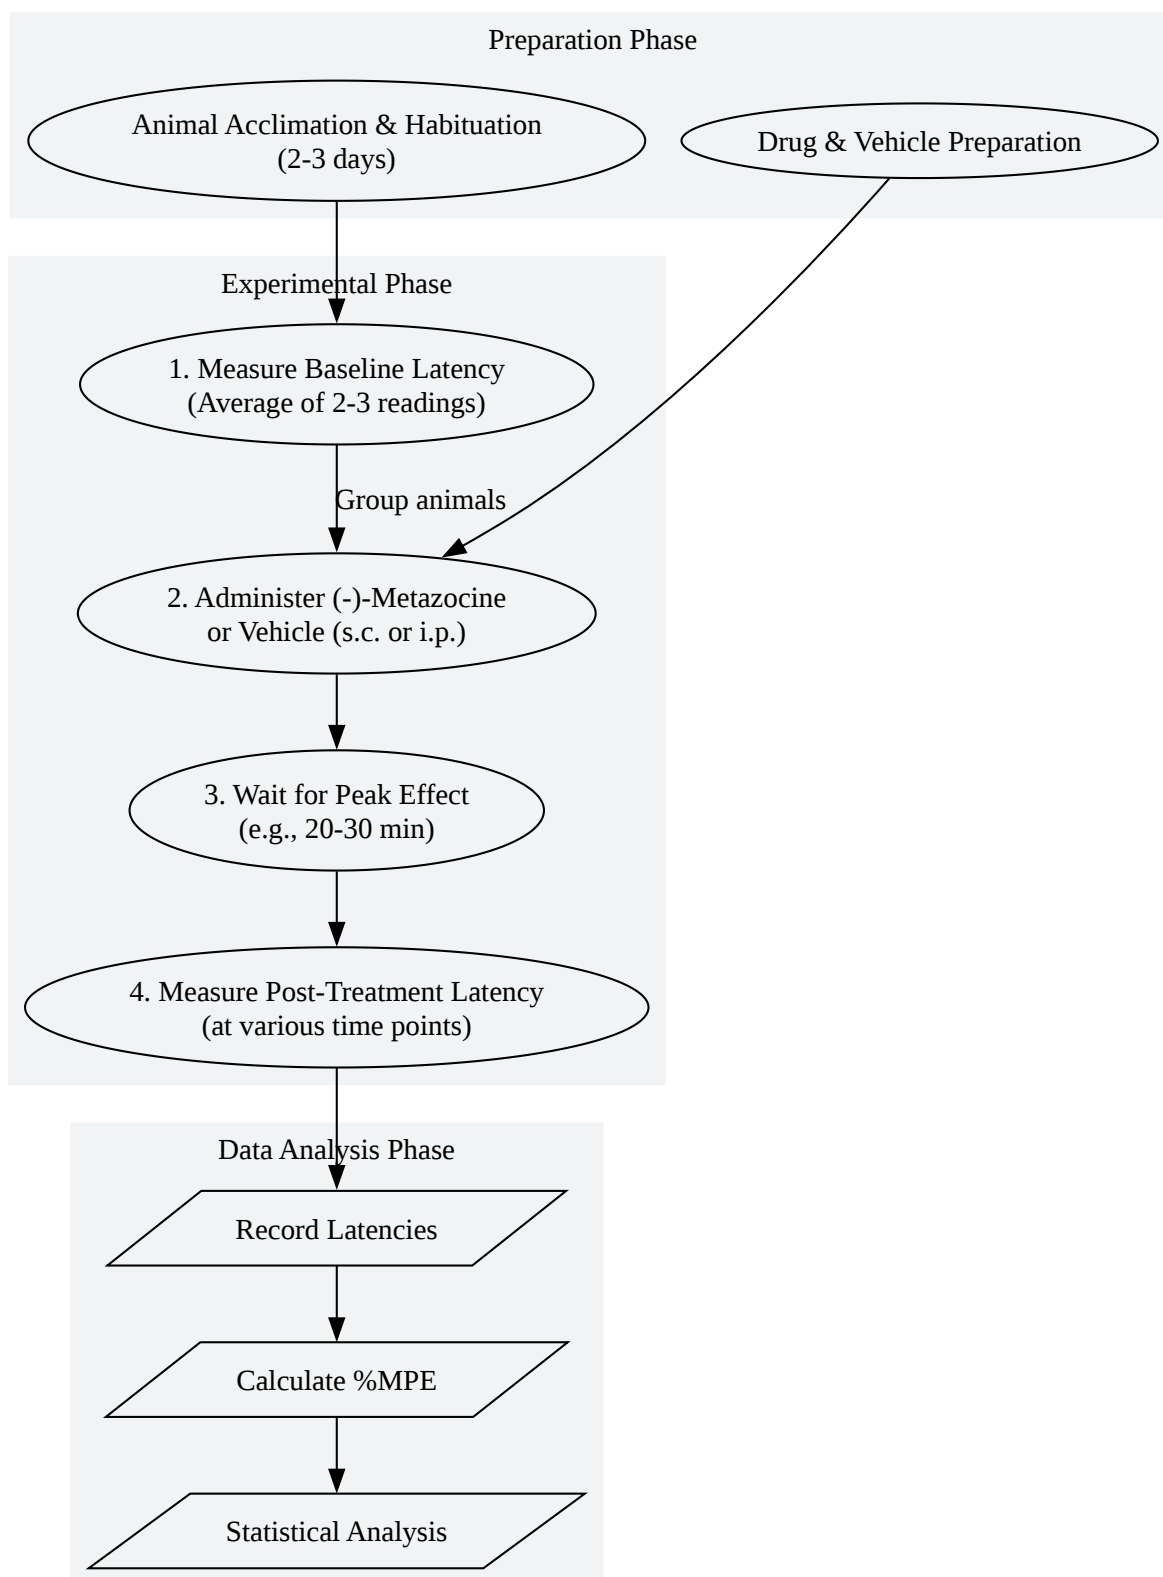 Preparation Phase
Animal Acclimation & Habituation
(2-3 days)
Drug & Vehicle Preparation
Experimental Phase
1. Measure Baseline Latency
(Average of 2-3 readings)
Group animals
2. Administer (-)-Metazocine
or Vehicle (s.c. or i.p.)
3. Wait for Peak Effect
(e.g., 20-30 min)
4. Measure Post-Treatment Latency
(at various time points)
Data Analysis Phase
Record Latencies
Calculate %MPE
Statistical Analysis